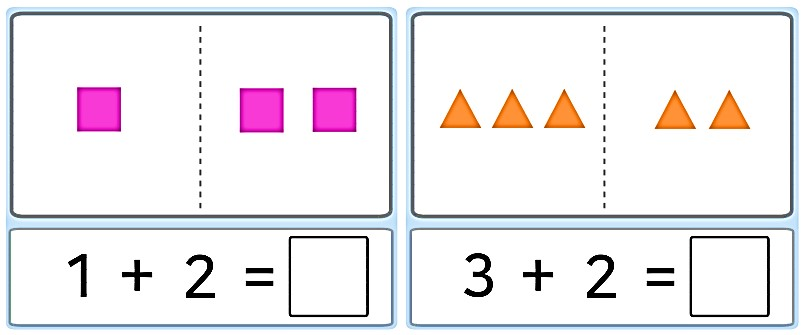 1 + 2 =
3 + 2 =